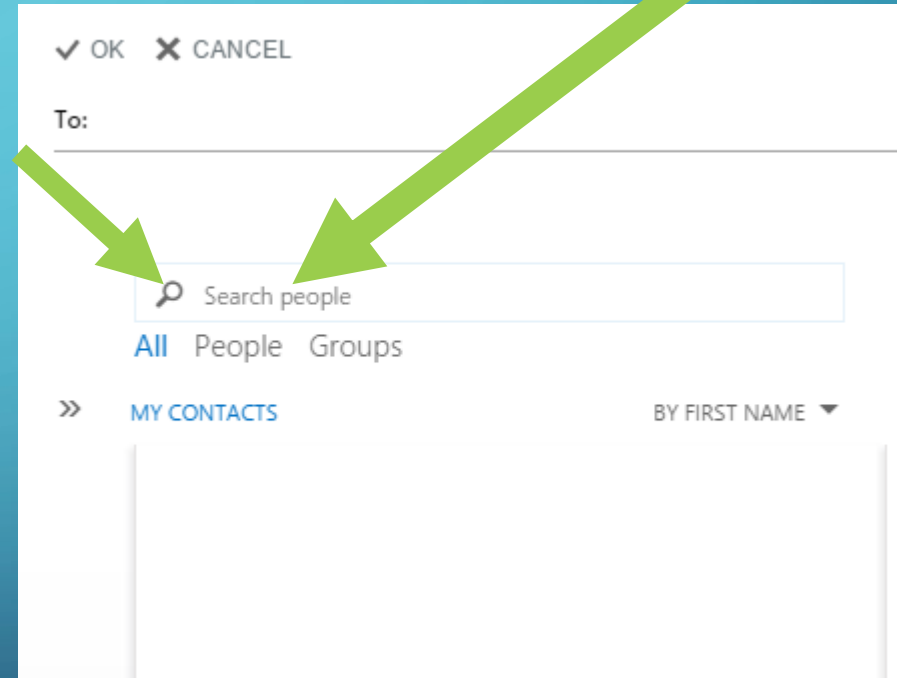 OK CANCEL
To:
Search people
All People Groups
MY CONTACTS BY FIRST NAME